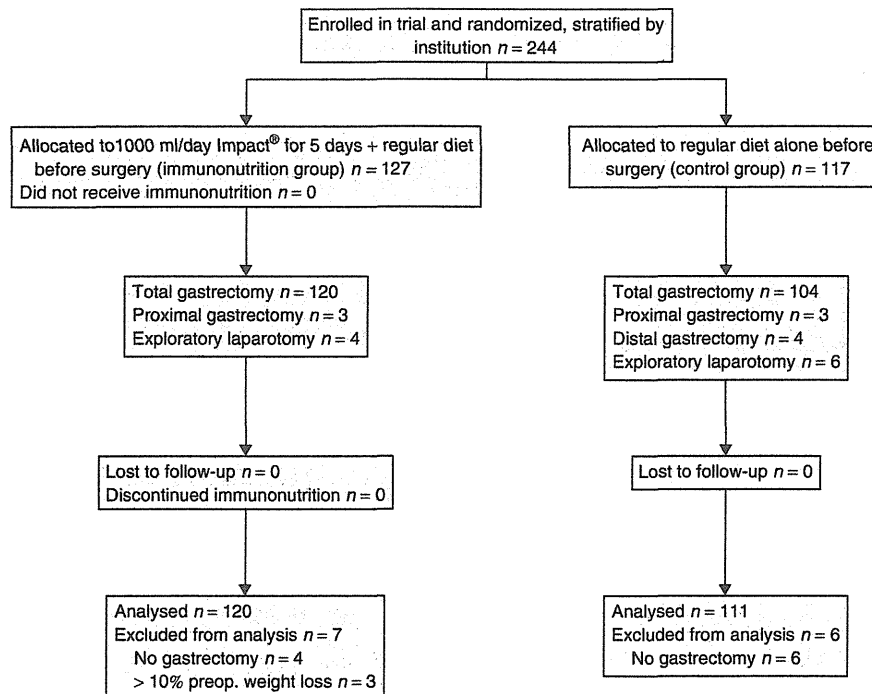 Enrolled in trial and randomized, stratified by
institution n = 244
Allocated to1000 ml/day Impact® for 5 days + regular diet
before surgery (immunonutrition group) n = 127
Did not receive immunonutrition n = 0
Allocated to regular diet alone before
surgery (control group) n = 117
Total gastrectomy n = 120
Proximal gastrectomy n = 3
Exploratory laparotomy n = 4
Total gastrectomy n = 104
Proximal gastrectomy n = 3
Distal gastrectomy n = 4
Exploratory laparotomy n = 6
Lost to follow-up n = 0
Discontinued immunonutrition n = 0
Lost to follow-up n = 0
Analysed n = 120
Excluded from analysis n = 7
No gastrectomy n = 4
> 10% preop. weight loss n = 3
Analysed n = 111
Excluded from analysis n = 6
No gastrectomy n = 6